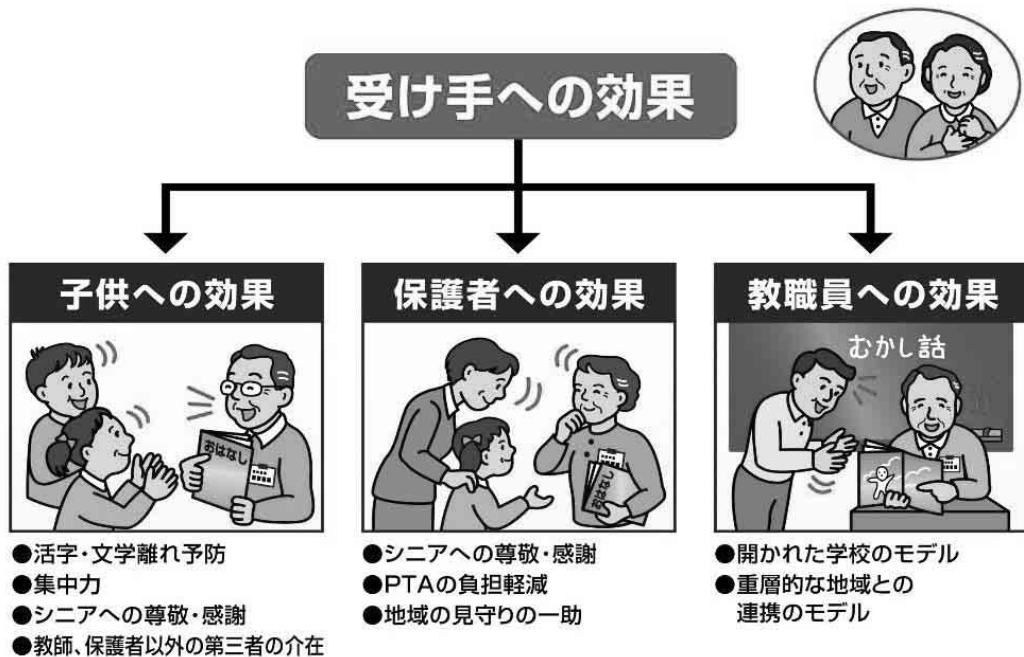 受け手への効果
子供への効果
おはなし
●活字・文学離れ予防
●集中力
●シニアへの尊敬・感謝
●教師、保護者以外の第三者の介在
保護者への効果
おはなし
●シニアへの尊敬・感謝
●PTAの負担軽減
●地域の見守りの一助
教職員への効果
むかし話
●開かれた学校のモデル
●重層的な地域との
連携のモデル